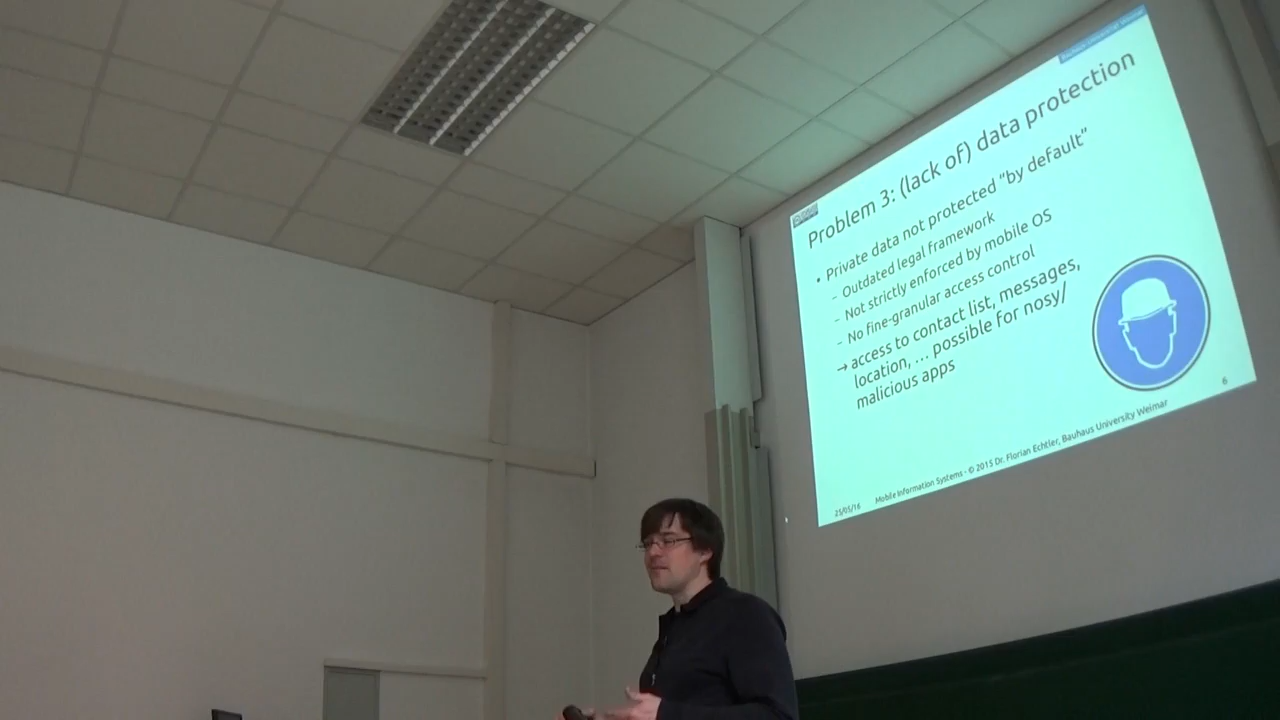 Problem 3: (lack of) data protection
• Private data not protected “by default”
– Outdated legal framework
– Not strictly enforced by mobile OS
– No fine-granular access control
→ access to contact list, messages,
location, … possible for nosy/
malicious apps
6
25/05/16
Mobile Information Systems - © 2015 Dr. Florian Echtler, Bauhaus University Weimar